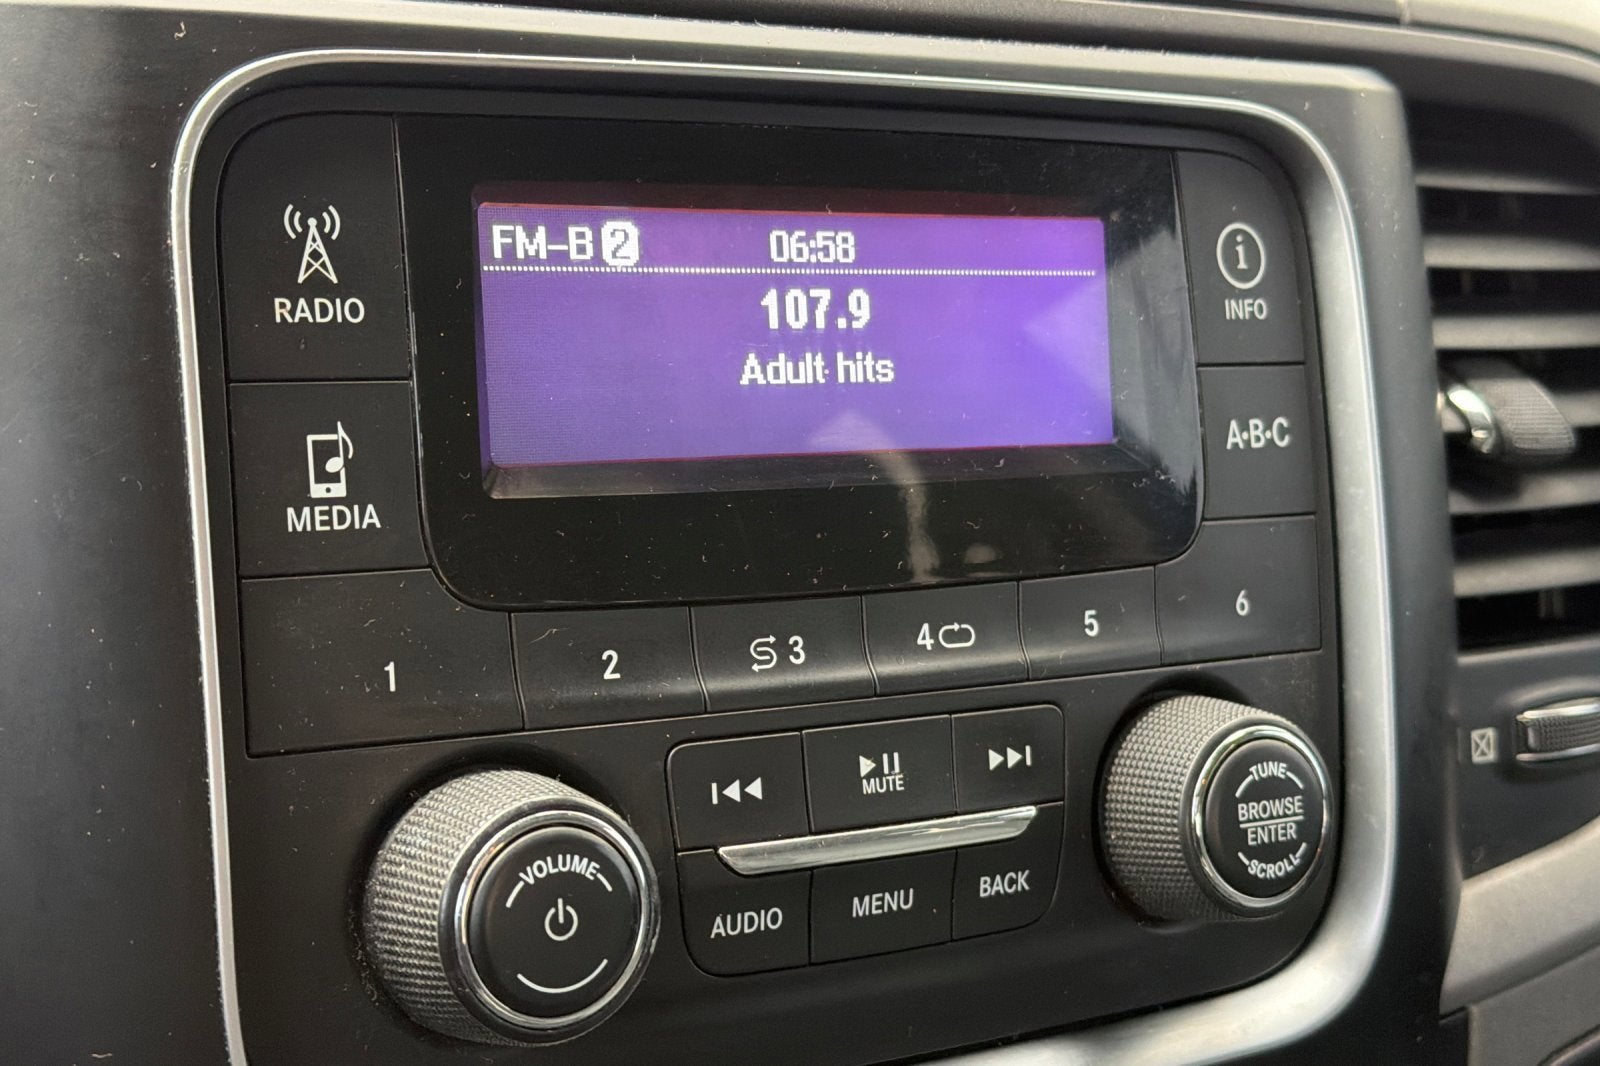 RADIO
FM-B 2 06:58
107.9
Adult hits
INFO
MEDIA
A·B·C
1
2
3
4
5
6
MUTE
AUDIO
MENU
BACK
VOLUME
TUNE
BROWSE
ENTER
SCROLL